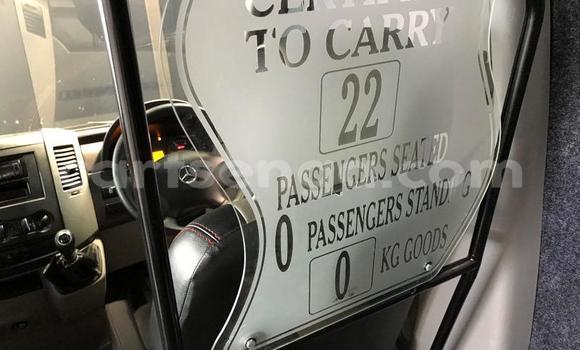 TO CARRY
22
PASSENGERS SEATED
0 PASSENGERS STANDING
0 KG GOODS